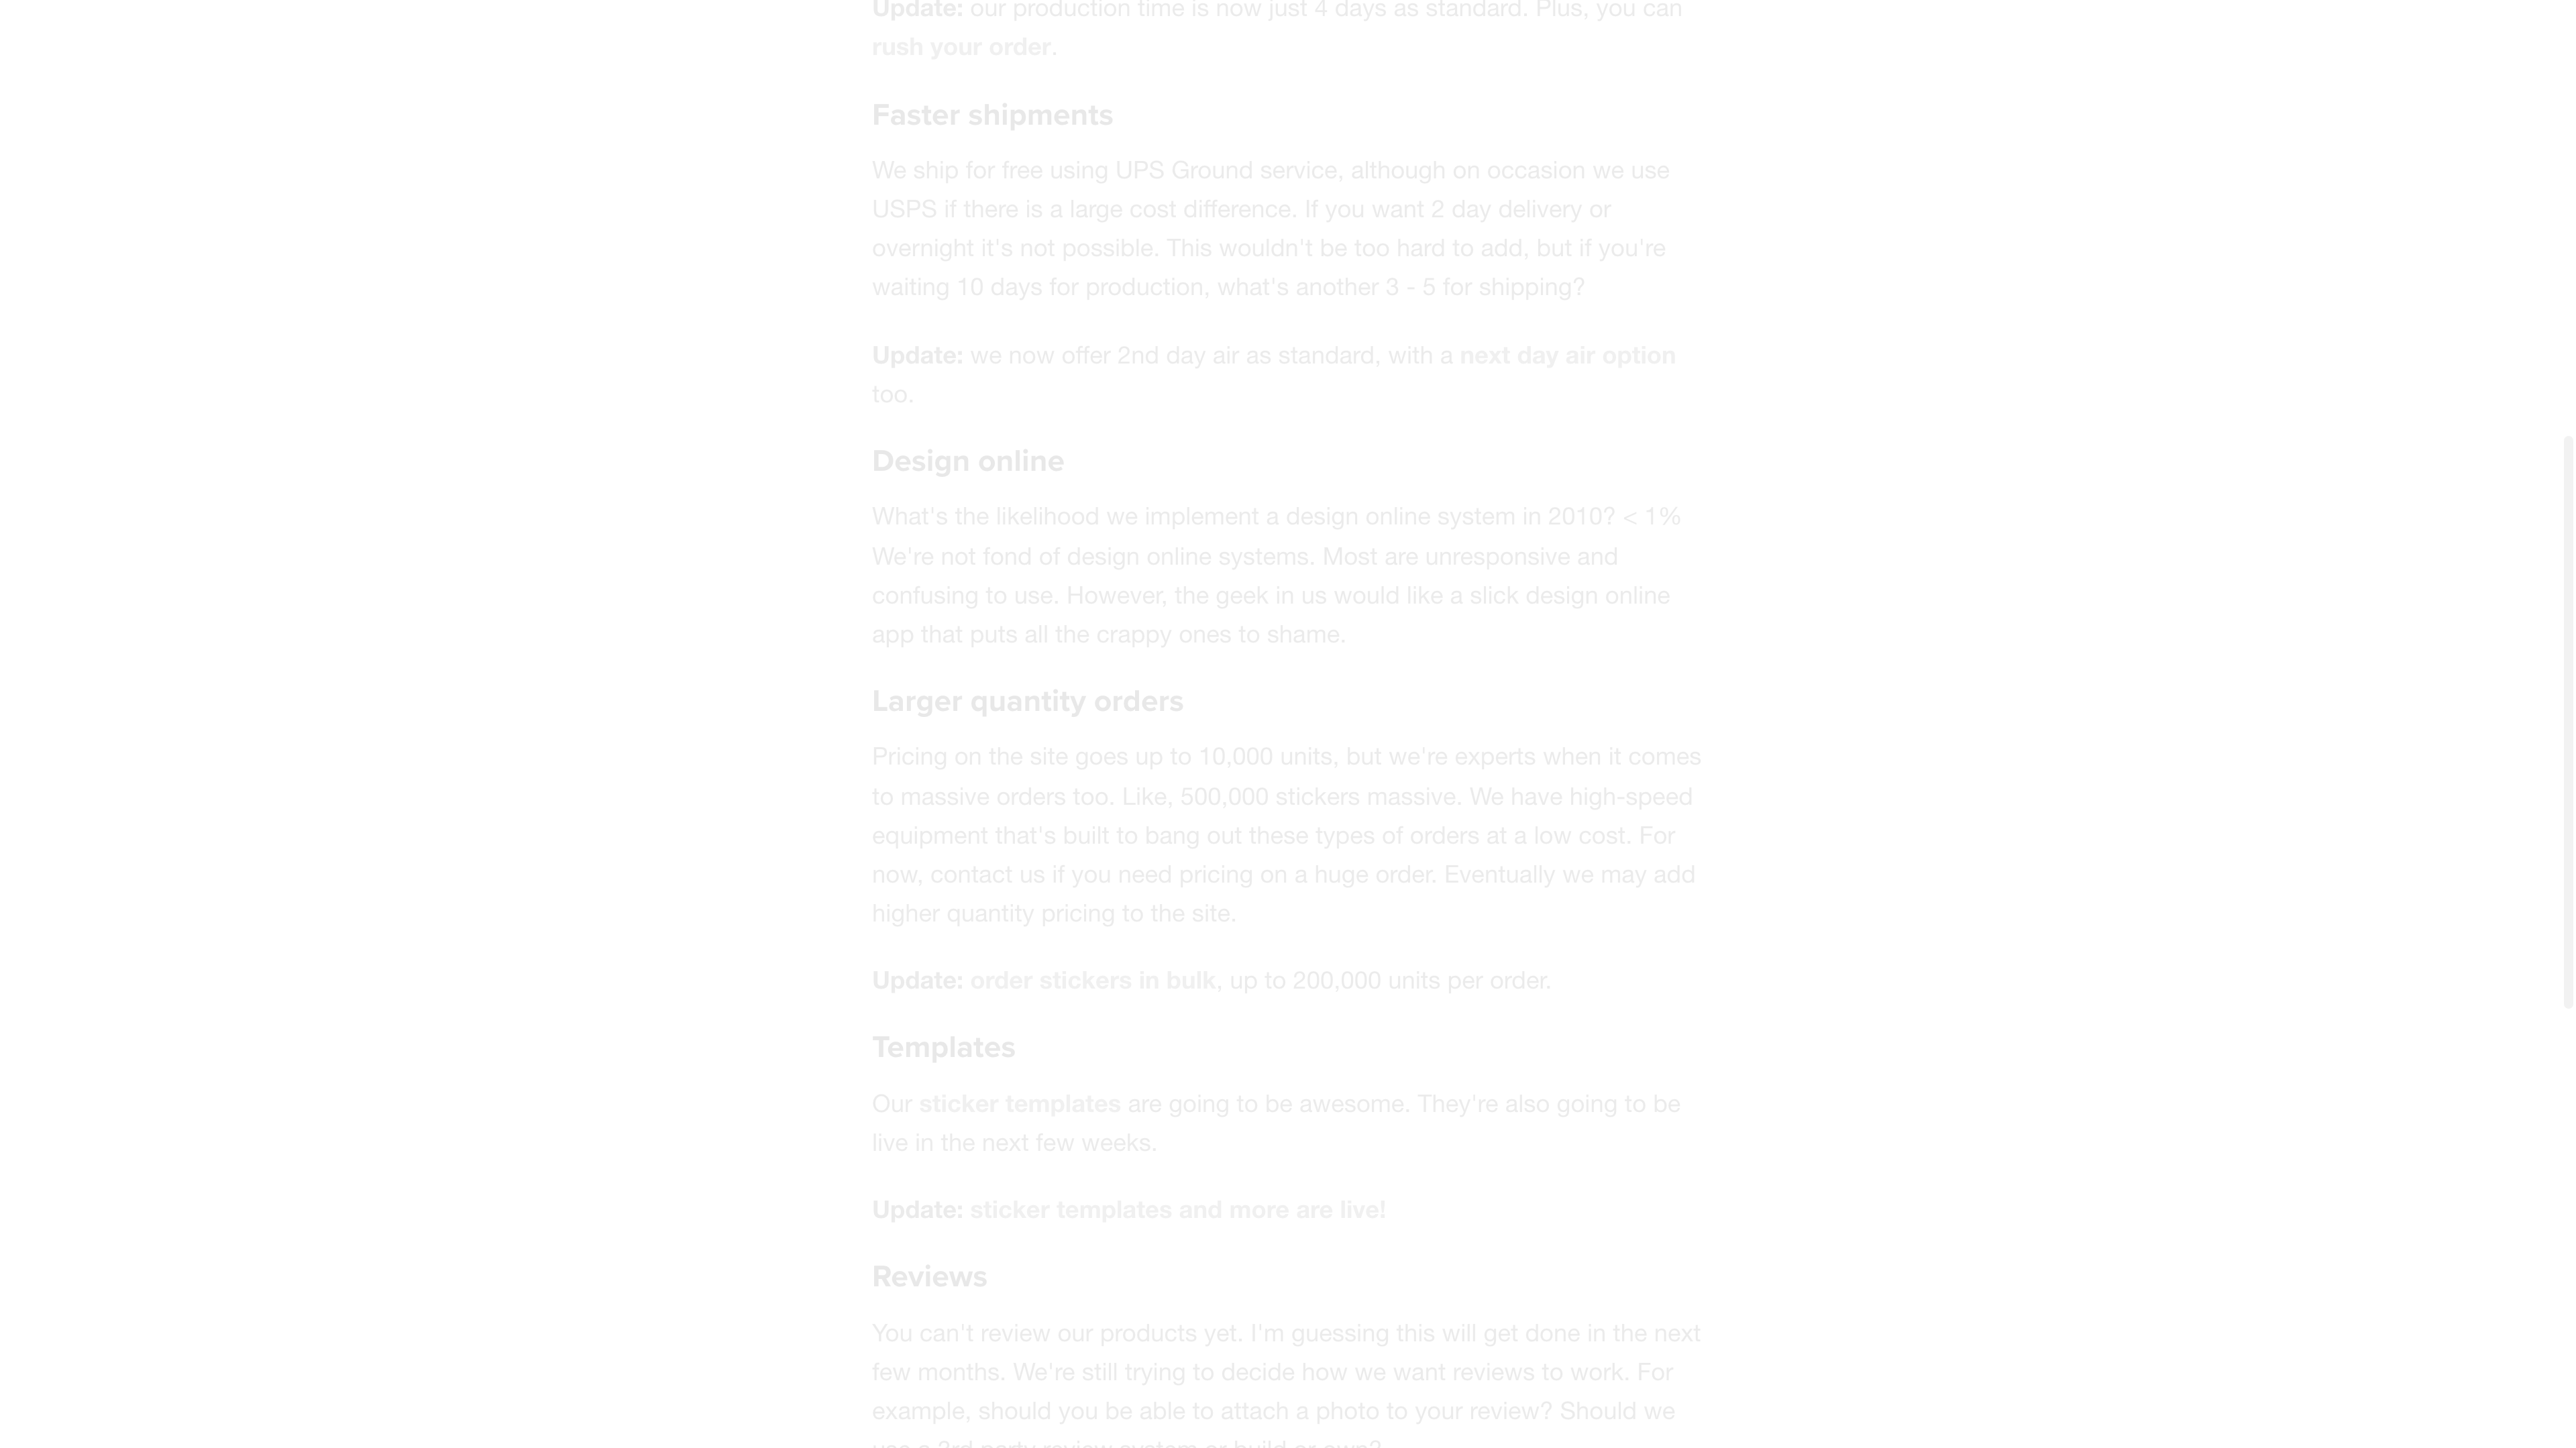 Update: our production time is now just 4 days as standard. Plus, you can
rush your order.
Faster shipments
We ship for free using UPS Ground service, although on occasion we use
USPS if there is a large cost difference. If you want 2 day delivery or
overnight it's not possible. This wouldn't be too hard to add, but if you're
waiting 10 days for production, what's another 3 - 5 for shipping?
Update: we now offer 2nd day air as standard, with a next day air option
too.
Design online
What's the likelihood we implement a design online system in 2010? < 1%
We're not fond of design online systems. Most are unresponsive and
confusing to use. However, the geek in us would like a slick design online
app that puts all the crappy ones to shame.
Larger quantity orders
Pricing on the site goes up to 10,000 units, but we're experts when it comes
to massive orders too. Like, 500,000 stickers massive. We have high-speed
equipment that's built to bang out these types of orders at a low cost. For
now, contact us if you need pricing on a huge order. Eventually we may add
higher quantity pricing to the site.
Update: order stickers in bulk, up to 200,000 units per order.
Templates
Our sticker templates are going to be awesome. They're also going to be
live in the next few weeks.
Update: sticker templates and more are live!
Reviews
You can't review our products yet. I'm guessing this will get done in the next
few months. We're still trying to decide how we want reviews to work. For
example, should you be able to attach a photo to your review? Should we
use a 3rd party review system or build or own?